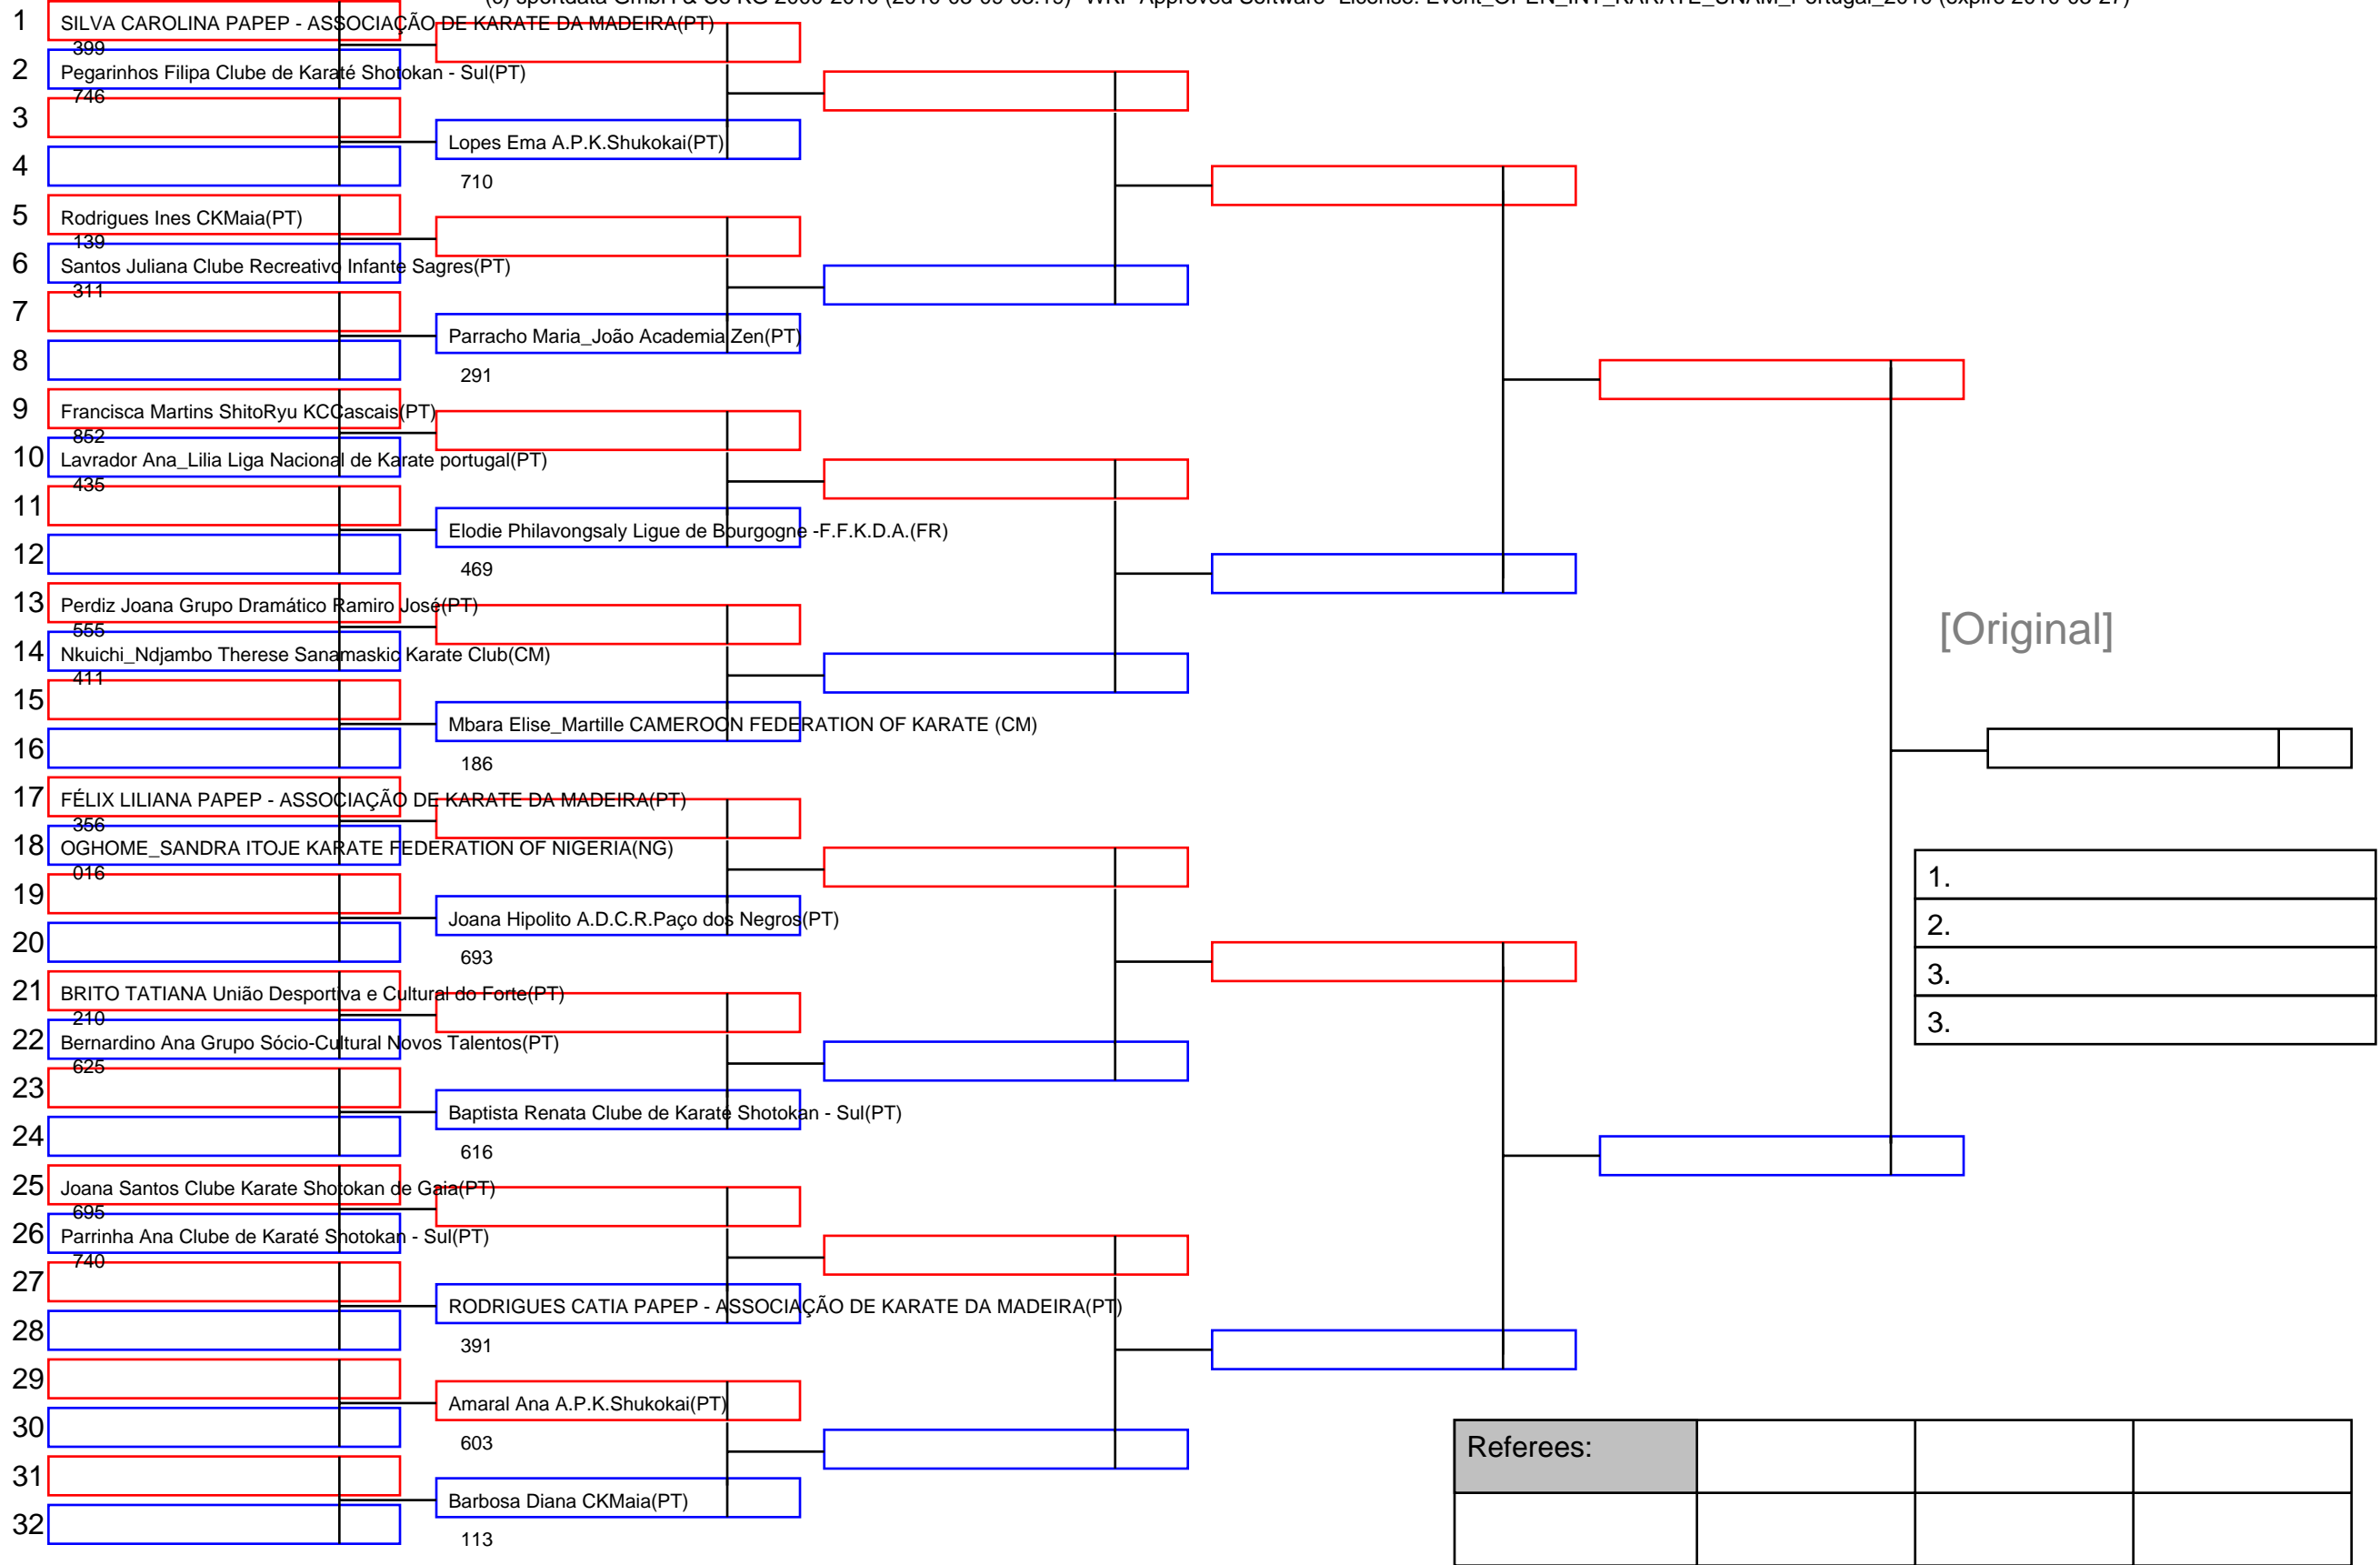 1 SILVA CAROLINA PAPEP - ASSOCIAÇÃO DE KARATE DA MADEIRA(PT)
399
2 Pegarinhos Filipa Clube de Karaté Shotokan - Sul(PT)
746
3
Lopes Ema A.P.K.Shukokai(PT)
4
710
5 Rodrigues Ines CKMaia(PT)
139
6 Santos Juliana Clube Recreativo Infante Sagres(PT)
311
7
Parracho Maria_João Academia Zen(PT)
8
291
9 Francisca Martins ShitoRyu KCCascais(PT)
852
10 Lavrador Ana_Lilia Liga Nacional de Karate portugal(PT)
435
11
Elodie Philavongsaly Ligue de Bourgogne -F.F.K.D.A.(FR)
12
469
13 Perdiz Joana Grupo Dramático Ramiro José(PT)
555
[Original]
14 Nkuichi_Ndjambo Therese Sanamaskic Karate Club(CM)
411
15
Mbara Elise_Martille CAMEROON FEDERATION OF KARATE (CM)
16
186
17 FÉLIX LILIANA PAPEP - ASSOCIAÇÃO DE KARATE DA MADEIRA(PT)
356
18 OGHOME_SANDRA ITOJE KARATE FEDERATION OF NIGERIA(NG)
016
19
Joana Hipolito A.D.C.R.Paço dos Negros(PT)
20
693
21 BRITO TATIANA União Desportiva e Cultural do Forte(PT)
210
22 Bernardino Ana Grupo Sócio-Cultural Novos Talentos(PT)
625
23
Baptista Renata Clube de Karaté Shotokan - Sul(PT)
24
616
25 Joana Santos Clube Karate Shotokan de Gaia(PT)
695
26 Parrinha Ana Clube de Karaté Shotokan - Sul(PT)
740
27
RODRIGUES CATIA PAPEP - ASSOCIAÇÃO DE KARATE DA MADEIRA(PT)
28
391
29
Amaral Ana A.P.K.Shukokai(PT)
30
603
31
Barbosa Diana CKMaia(PT)
32
113
1.
2.
3.
3.
Referees: